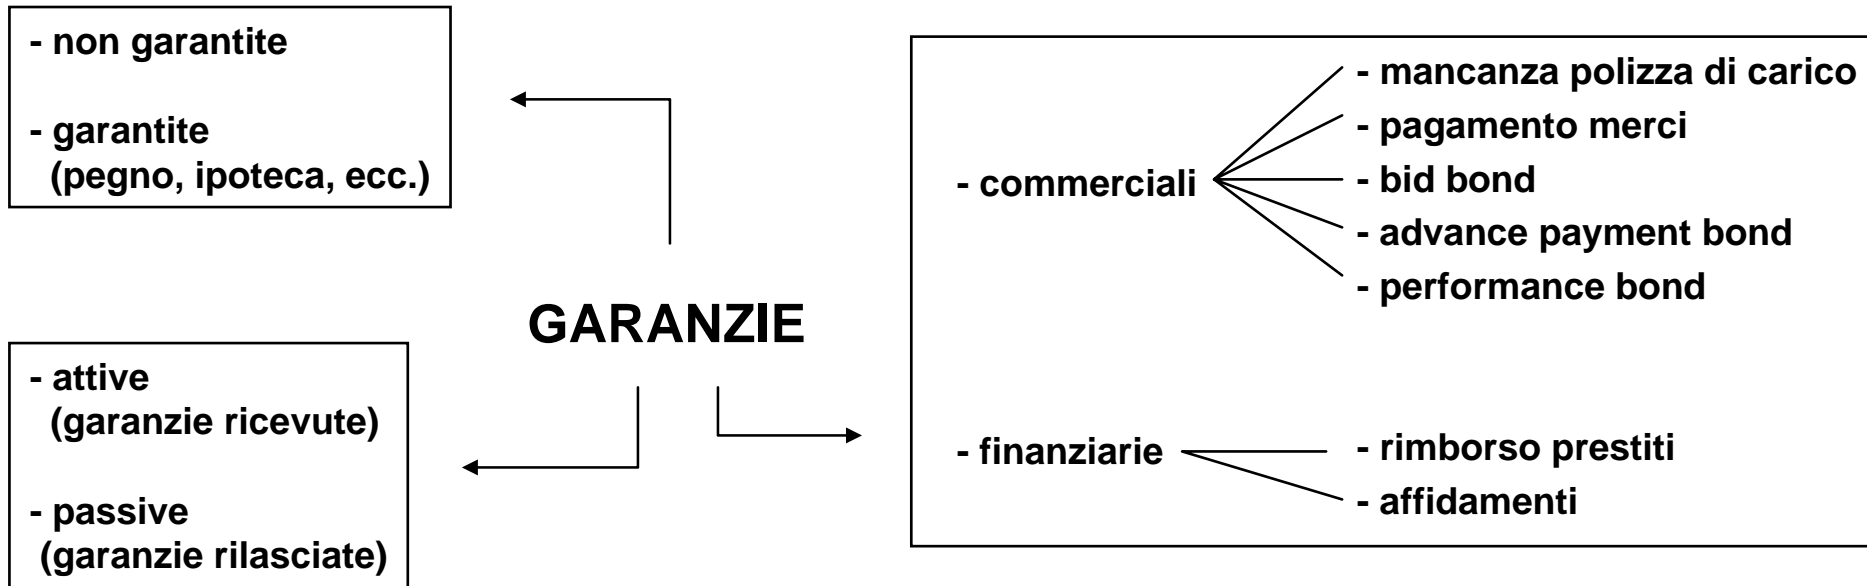 - non garantite
- garantite
(pegno, ipoteca, ecc.)
GARANZIE
- attive
(garanzie ricevute)
- passive
(garanzie rilasciate)
- commerciali
- mancanza polizza di carico
- pagamento merci
- bid bond
- advance payment bond
- performance bond
- finanziarie
- rimborso prestiti
- affidamenti